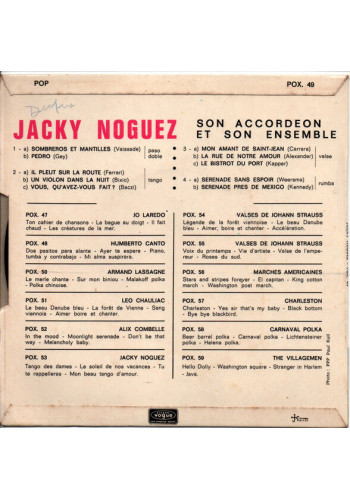 POP
POX. 49
JACKY NOGUEZ
SON ACCORDEON
ET SON ENSEMBLE
1 - a) SOMBREROS ET MANTILLES (Vaissade)
b) PEDRO (Gey)
paso
doble
2 - a) IL PLEUT SUR LA ROUTE (Ferrari)
b) UN VIOLON DANS LA NUIT (Bixio)
c) VOUS, QU'AVEZ-VOUS FAIT ? (Bazzi)
tango
3 - a) MON AMANT DE SAINT-JEAN (Carrara)
b) LA RUE DE NOTRE AMOUR (Alexander)
c) LE BISTROT DU PORT (Kapper)
valse
4 - a) SERENADE SANS ESPOIR (Weersma)
b) SERENADE PRES DE MEXICO (Kennedy)
rumba
POX. 47 JO LAREDO
Ton cahier de chansons - La bague au doigt - Il fait
chaud - Les créatures de la mer.
POX. 48 HUMBERTO CANTO
Dos positos para alante - Ayer te espere - Piano,
tumba y contrabajo - Mi alma suspicara.
POX. 50 ARMAND LASSAGNE
Le merle chante - Sur mon biniou - Malakoff polka
- Polka chinoise.
POX. 51 LEO CHAULIAC
Le beau Danube bleu - La forêt de Vienne - Sang
viennois - Aimer boire et chanter.
POX. 52 ALIX COMBELLE
In the mood - Moonlight serenade - Don't be that
way - Melancholy baby.
POX. 53 JACKY NOGUEZ
Tango des dames - Le soleil de nos vacances - Tu
te rappelleras - Mon beau tango d'amour.
POX. 54 VALSES DE JOHANN STRAUSS
Légende de la forêt viennoise - Le beau Danube
bleu - Aimer, boire et chanter - Accélération.
POX. 55 VALSES DE JOHANN STRAUSS
Voix du printemps - Vie d'artiste - Valse de l'empe-
reur - Roses du sud.
POX. 56 MARCHES AMERICAINES
Stars and stripes forever - El capitan - King cotton
march - Washington post march.
POX. 57 CHARLESTON
Charleston - Yes sir that's my baby - Black bottom
- Bye bye blackbird.
POX. 58 CARNAVAL POLKA
Beer barrel polka - Carnaval polka - Lichtensteiner
polka - Helena polka.
POX. 59 THE VILLAGEMEN
Hello Dolly - Washington square - Stranger in Harlem
- Java.
Photo : PPP Paul Koll
VOGUE